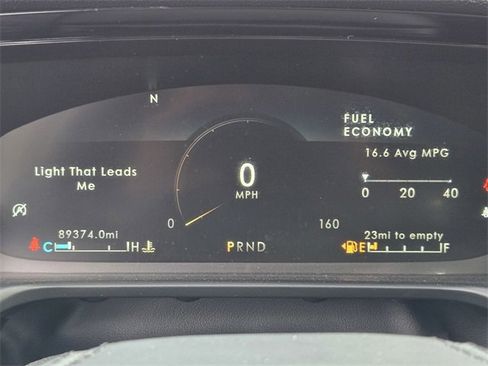 N
FUEL
ECONOMY
16.6 Avg MPG
0 20 40
Light That Leads
Me
0
MPH
0 160
89374.0mi
C H
PRND
23mi to empty
E F